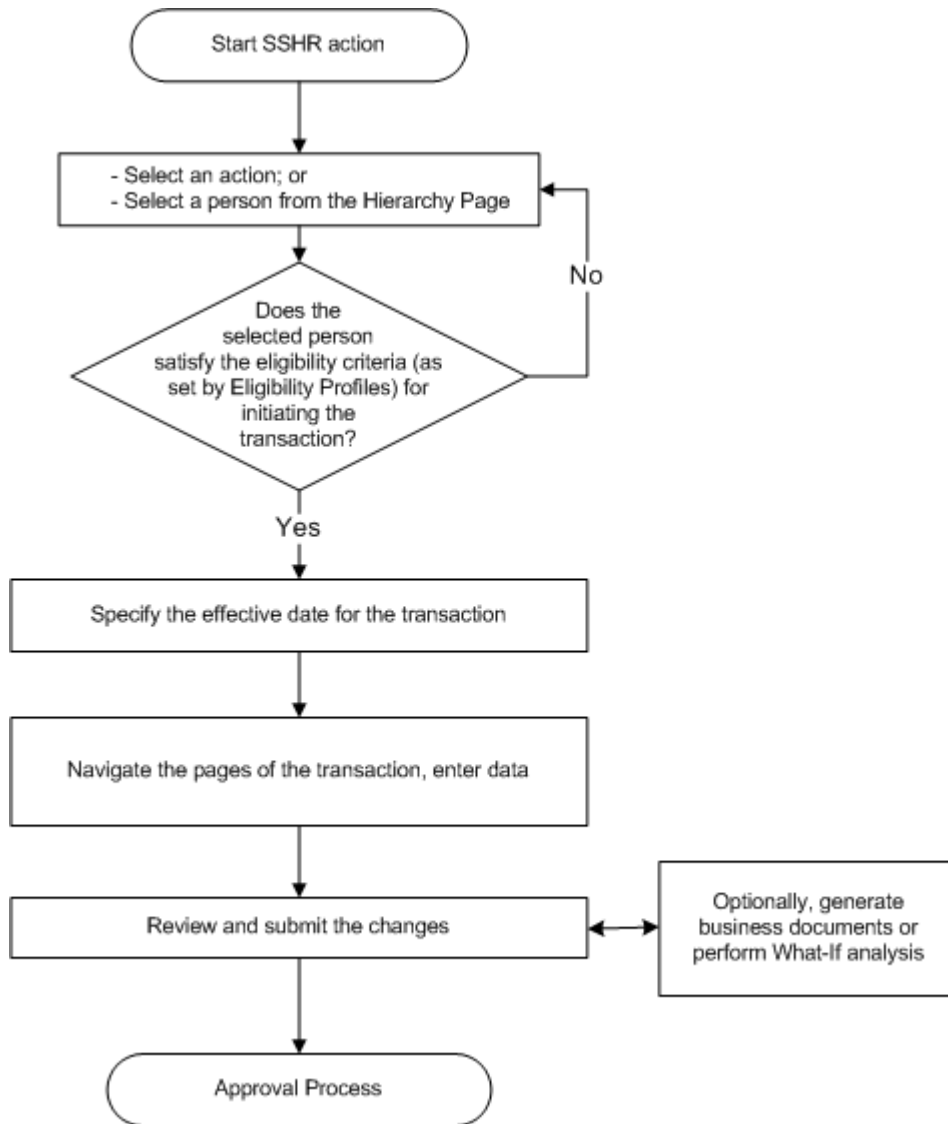 Start SSHR action
- Select an action; or
- Select a person from the Hierarchy Page
No
Does the
selected person
satisfy the eligibility criteria (as
set by Eligibility Profiles) for
initiating the
transaction?
Yes
Specify the effective date for the transaction
Navigate the pages of the transaction, enter data
Review and submit the changes
Optionally, generate
business documents or
perform What-If analysis
Approval Process